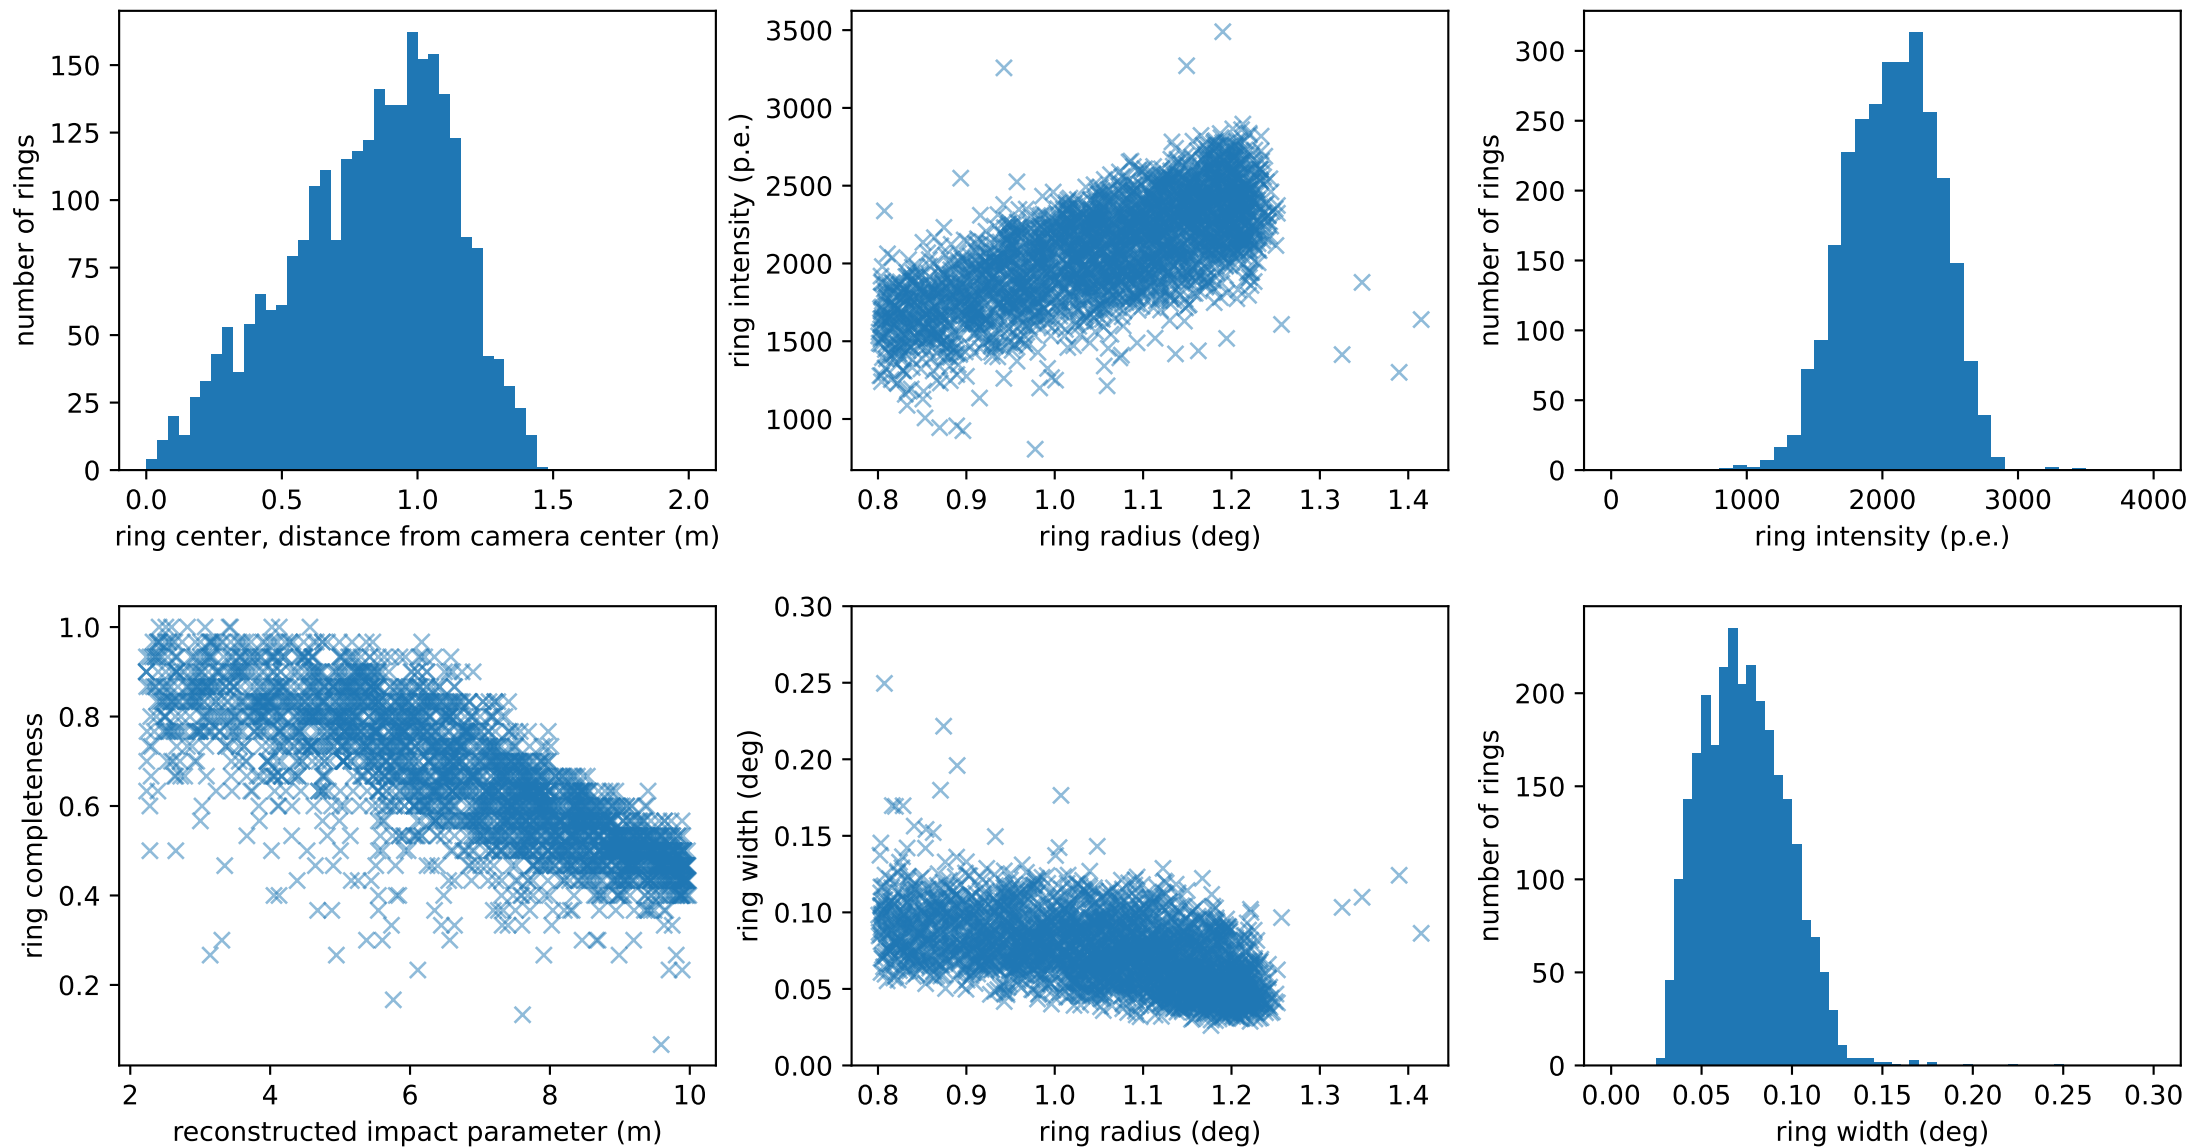 number of rings
150
125
100
75
50
25
0
0.0 0.5 1.0 1.5 2.0
ring center, distance from camera center (m)
ring intensity (p.e.)
3500
3000
2500
2000
1500
1000
0.8 0.9 1.0 1.1 1.2 1.3 1.4
ring radius (deg)
number of rings
300
250
200
150
100
50
0
0 1000 2000 3000 4000
ring intensity (p.e.)
ring completeness
1.0
0.8
0.6
0.4
0.2
2 4 6 8 10
reconstructed impact parameter (m)
ring width (deg)
0.30
0.25
0.20
0.15
0.10
0.05
0.00
0.8 0.9 1.0 1.1 1.2 1.3 1.4
ring radius (deg)
number of rings
200
150
100
50
0
0.00 0.05 0.10 0.15 0.20 0.25 0.30
ring width (deg)